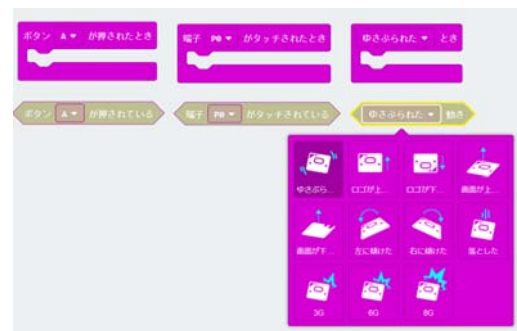 ボタン A が押されたとき
端子 P0 がタッチされたとき
ゆさぶられた とき
ボタン A が押されている
端子 P0 がタッチされている
ゆさぶられた 動き
ゆさぶら...
ロゴが上...
ロゴが下...
画面が上...
画面が下...
左に傾けた
右に傾けた
落とした
3G
6G
8G